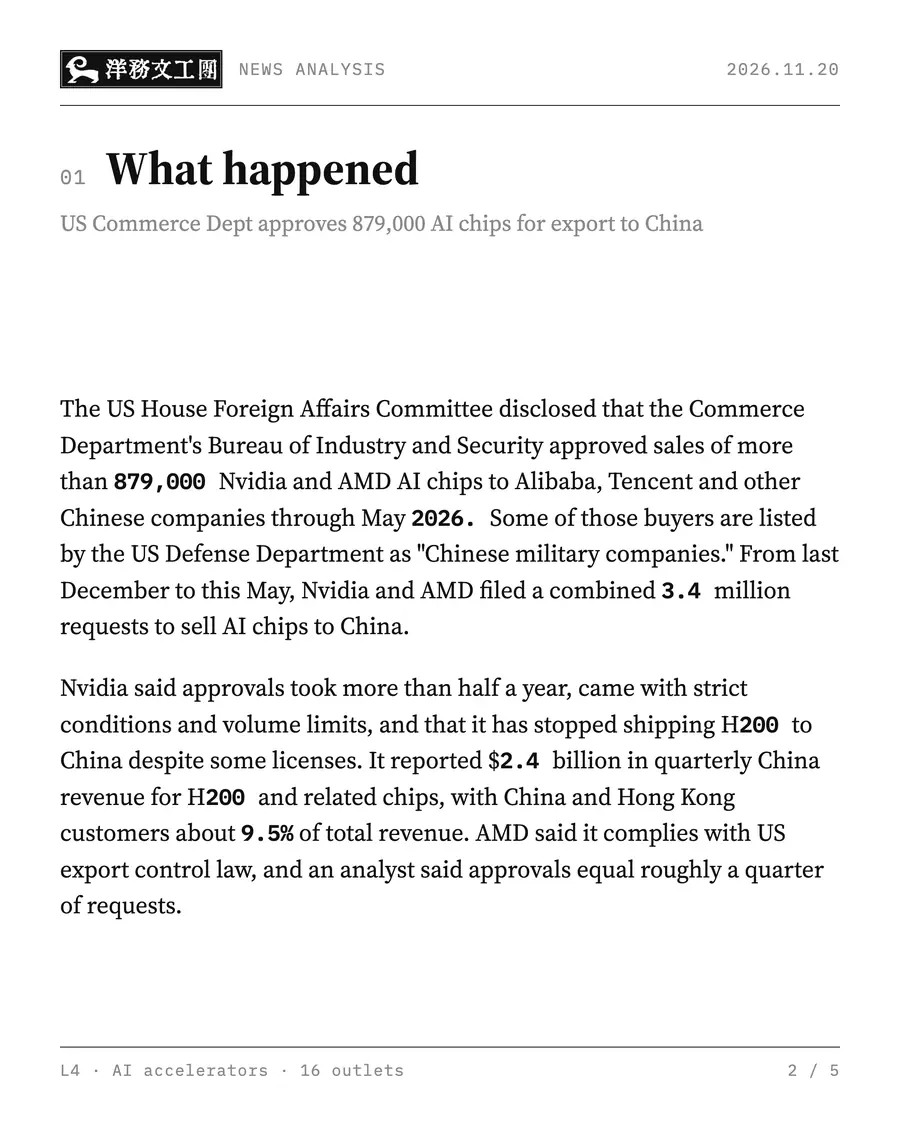 洋務文工團 NEWS ANALYSIS 2026.11.20
01 What happened
US Commerce Dept approves 879,000 AI chips for export to China
The US House Foreign Affairs Committee disclosed that the Commerce
Department's Bureau of Industry and Security approved sales of more
than 879,000 Nvidia and AMD AI chips to Alibaba, Tencent and other
Chinese companies through May 2026. Some of those buyers are listed
by the US Defense Department as "Chinese military companies." From last
December to this May, Nvidia and AMD filed a combined 3.4 million
requests to sell AI chips to China.
Nvidia said approvals took more than half a year, came with strict
conditions and volume limits, and that it has stopped shipping H200 to
China despite some licenses. It reported $2.4 billion in quarterly China
revenue for H200 and related chips, with China and Hong Kong
customers about 9.5% of total revenue. AMD said it complies with US
export control law, and an analyst said approvals equal roughly a quarter
of requests.
L4 · AI accelerators · 16 outlets 2 / 5